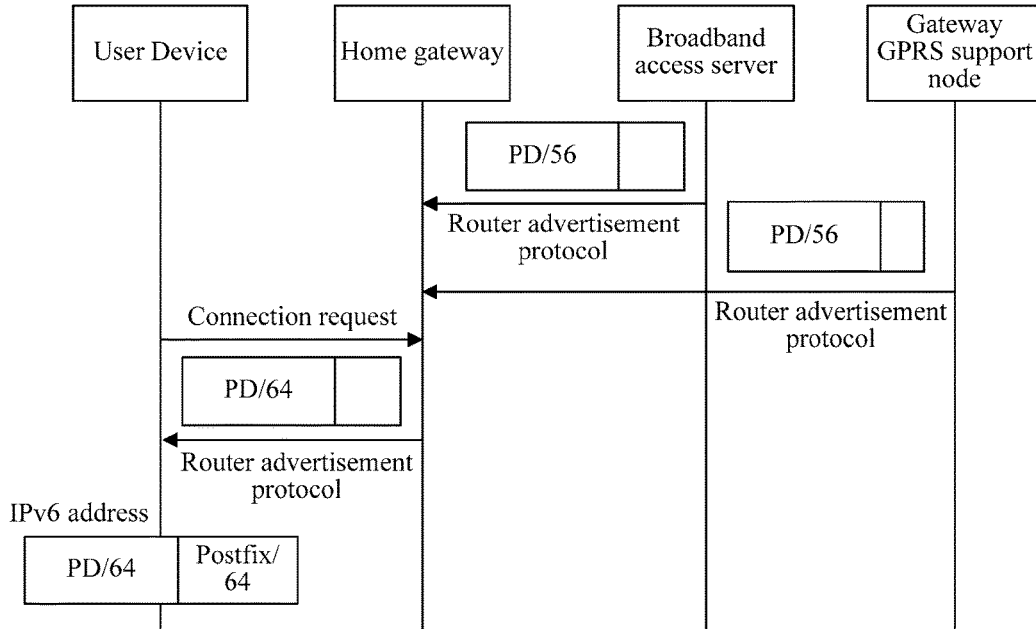 User Device
Home gateway
Broadband
access server
Gateway
GPRS support
node
PD/56
Router advertisement
protocol
PD/56
Router advertisement
protocol
Connection request
PD/64
Router advertisement
protocol
IPv6 address
PD/64
Postfix/
64